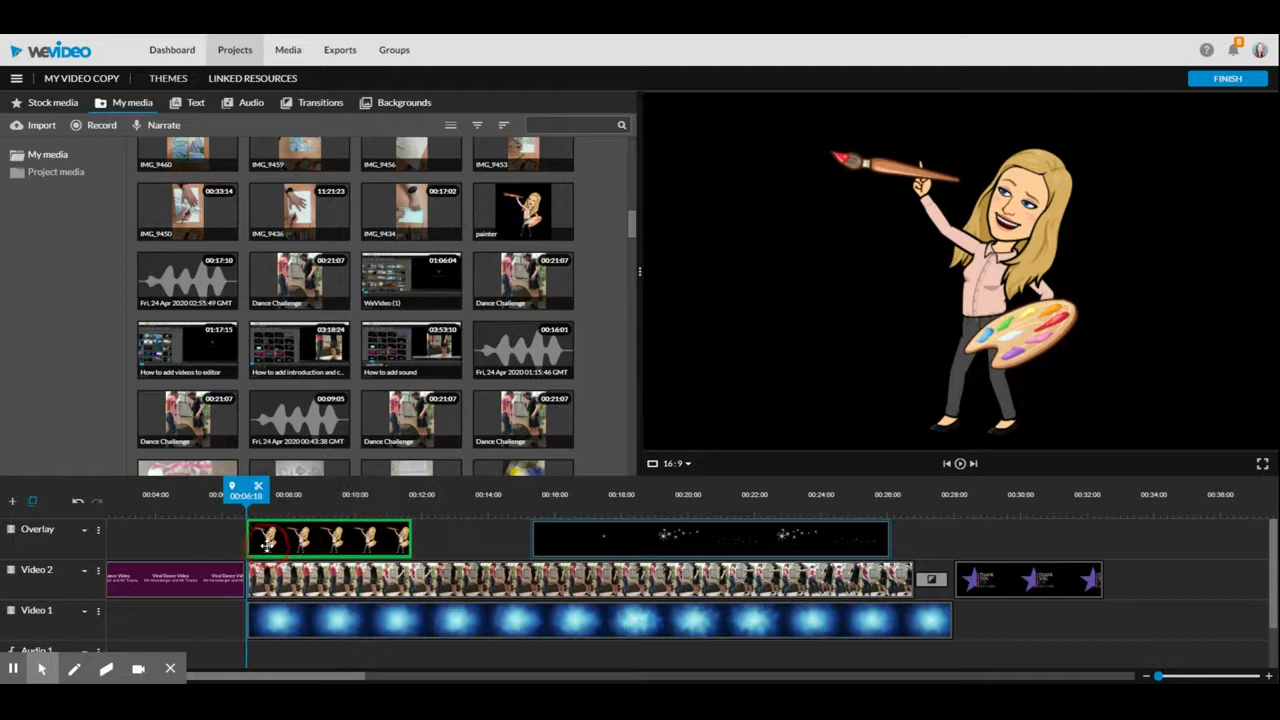 WEVIDEO
Dashboard
Projects
Media
Exports
Groups
8
MY VIDEO COPY
THEMES
LINKED RESOURCES
FINISH
Stock media
My media
Text
Audio
Transitions
Backgrounds
Import
Record
Narrate
My media
Project media
IMG_9460
IMG_9459
IMG_9456
IMG_9453
00:33:14
11:21:23
00:17:02
IMG_9450
IMG_9436
IMG_9434
painter
00:17:10
00:21:07
01:06:04
00:21:07
Fri, 24 Apr 2020 02:55:49 GMT
Dance Challenge
WeVideo (1)
Dance Challenge
01:17:15
03:18:24
03:53:10
00:16:01
How to add videos to editor
How to add introduction and c...
How to add sound
Fri, 24 Apr 2020 01:15:46 GMT
00:21:07
00:09:05
00:21:07
00:21:07
Dance Challenge
Fri, 24 Apr 2020 00:43:38 GMT
Dance Challenge
Dance Challenge
16:9
00:04:00
00:06:18
00:08:00
00:10:00
00:12:00
00:14:00
00:16:00
00:18:00
00:20:00
00:22:00
00:24:00
00:26:00
00:28:00
00:30:00
00:32:00
00:34:00
00:36:00
Overlay
Video 2
Viral Dance Video
THANK YOU
Video 1
Audio 1